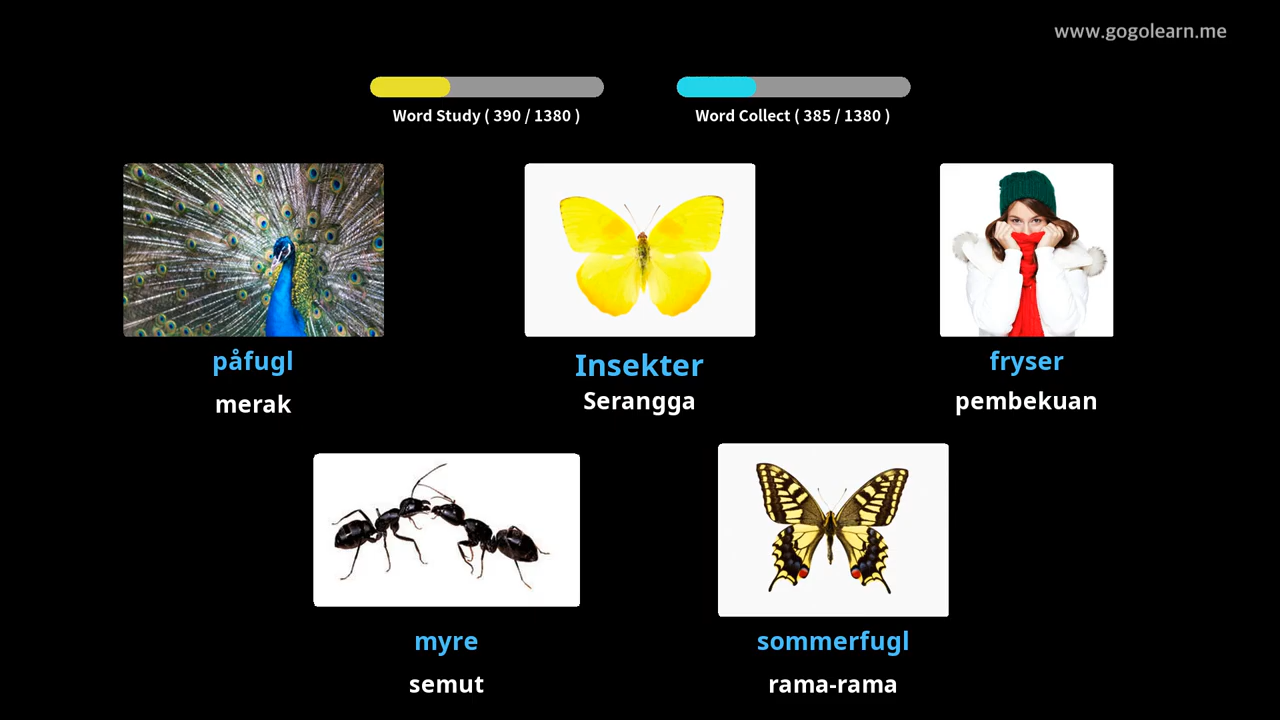 www.gogolearn.me
Word Study ( 390 / 1380 )
Word Collect ( 385 / 1380 )
påfugl
merak
Insekter
Serangga
fryser
pembekuan
myre
semut
sommerfugl
rama-rama